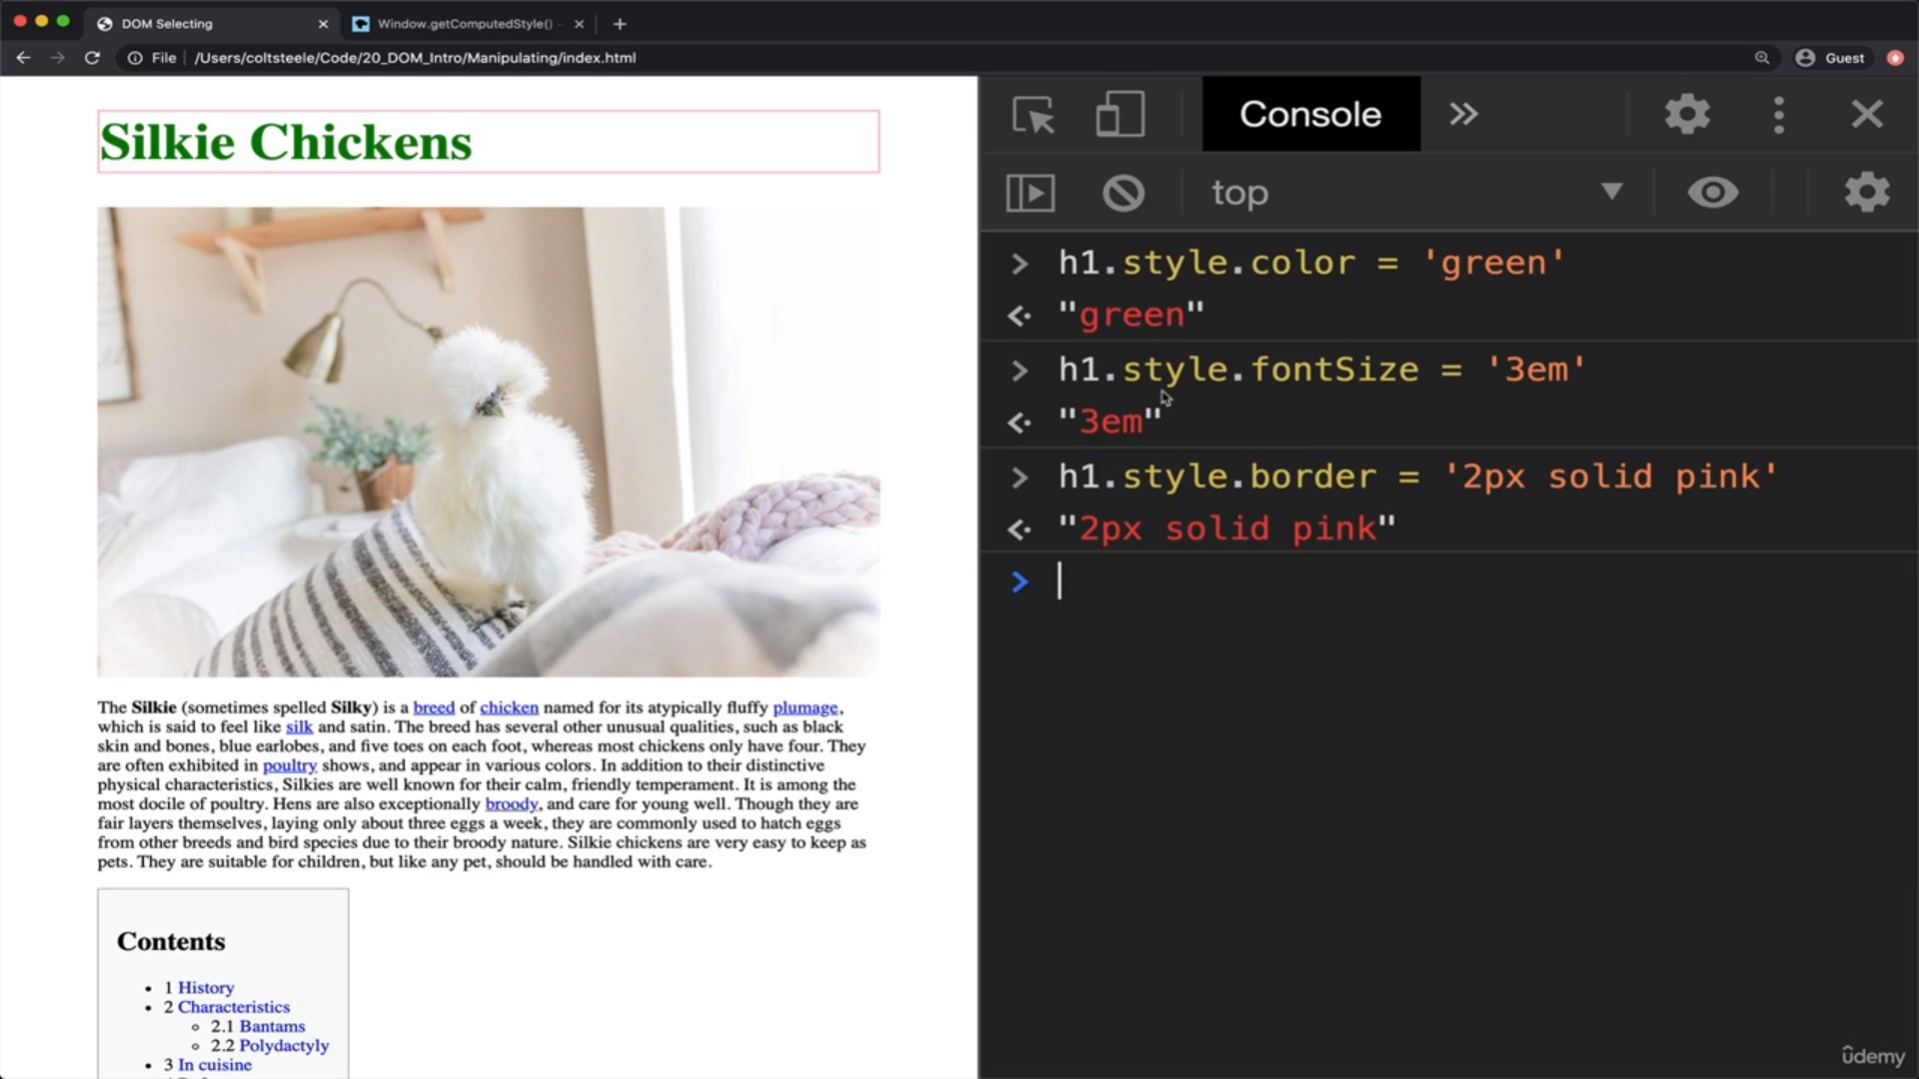 DOM Selecting
Window.getComputedStyle() -
File /Users/coltsteele/Code/20_DOM_Intro/Manipulating/index.html
Guest
Silkie Chickens
The Silkie (sometimes spelled Silky) is a breed of chicken named for its atypically fluffy plumage,
which is said to feel like silk and satin. The breed has several other unusual qualities, such as black
skin and bones, blue earlobes, and five toes on each foot, whereas most chickens only have four. They
are often exhibited in poultry shows, and appear in various colors. In addition to their distinctive
physical characteristics, Silkies are well known for their calm, friendly temperament. It is among the
most docile of poultry. Hens are also exceptionally broody, and care for young well. Though they are
fair layers themselves, laying only about three eggs a week, they are commonly used to hatch eggs
from other breeds and bird species due to their broody nature. Silkie chickens are very easy to keep as
pets. They are suitable for children, but like any pet, should be handled with care.
Contents
1 History
2 Characteristics
2.1 Bantams
2.2 Polydactyly
3 In cuisine
Console
top
> h1.style.color = 'green'
"green"
> h1.style.fontSize = '3em'
"3em"
> h1.style.border = '2px solid pink'
"2px solid pink"
>
ûdemy